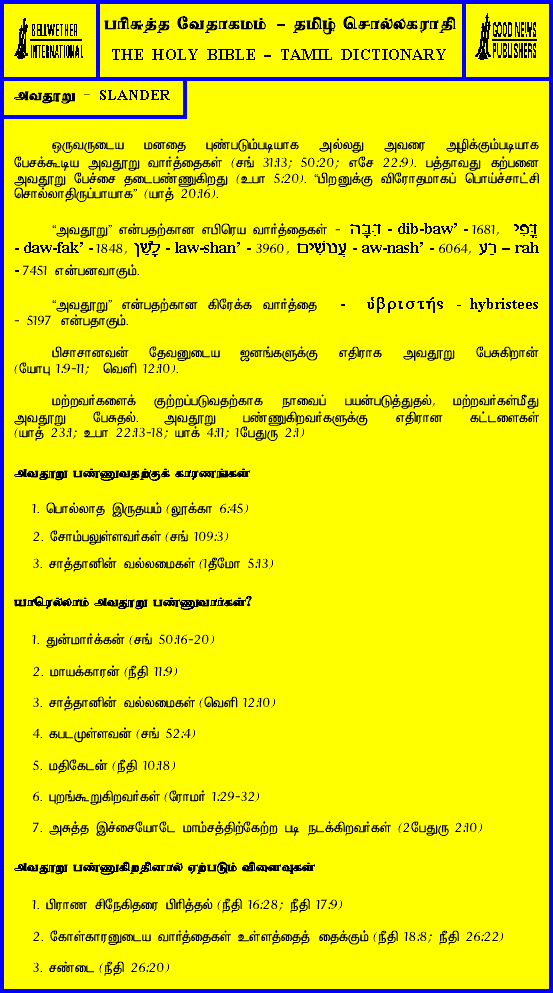 BELLWETHER
INTERNATIONAL
பரிசுத்த வேதாகமம் – தமிழ் சொல்லகராதி
THE HOLY BIBLE – TAMIL DICTIONARY
GOOD NEWS
PUBLISHERS
அவதூறு - SLANDER
ஒருவருடைய மனதை புண்படும்படியாக அல்லது அவரை அழிக்கும்படியாக
பேசக்கூடிய அவதூறு வார்த்தைகள் (சங் 31:13; 50:20; எசே 22:9). பத்தாவது கற்பனை
அவதூறு பேச்சை தடைபண்ணுகிறது (உபா 5:20). “பிறனுக்கு விரோதமாகப் பொய்ச்சாட்சி
சொல்லாதிருப்பாயாக” (யாத் 20:16).
“அவதூறு” என்பதற்கான எபிரெய வார்த்தைகள் - דִּבָּה - dib-baw’ - 1681, דֳּפִי
- daw-fak’ - 1848, לָשַׁן - law-shan’ - 3960, עֲנוּשִׁים - aw-nash’ - 6064, רַע – rah
- 7451 என்பனவாகும்.
“அவதூறு” என்பதற்கான கிரேக்க வார்த்தை - ὑβριστής - hybristees
- 5197 என்பதாகும்.
பிசாசானவன் தேவனுடைய ஜனங்களுக்கு எதிராக அவதூறு பேசுகிறான்
(யோபு 1:9-11; வெளி 12:10).
மற்றவர்களைக் குற்றப்படுவதற்காக நாவைப் பயன்படுத்துதல், மற்றவர்கள்மீது
அவதூறு பேசுதல். அவதூறு பண்ணுகிறவர்களுக்கு எதிரான கட்டளைகள்
(யாத் 23:1; உபா 22:13-18; யாக் 4:11; 1பேதுரு 2:1)
அவதூறு பண்ணுவதற்குக் காரணங்கள்
1. பொல்லாத இருதயம் (லூக்கா 6:45)
2. சோம்பலுள்ளவர்கள் (சங் 109:3)
3. சாத்தானின் வல்லமைகள் (1தீமோ 5:13)
யாரெல்லாம் அவதூறு பண்ணுவார்கள்?
1. துன்மார்க்கன் (சங் 50:16-20)
2. மாயக்காரன் (நீதி 11:9)
3. சாத்தானின் வல்லமைகள் (வெளி 12:10)
4. கபடமுள்ளவன் (சங் 52:4)
5. மதிகேடன் (நீதி 10:18)
6. புறங்கூறுகிறவர்கள் (ரோமர் 1:29-32)
7. அசுத்த இச்சையோடே மாம்சத்திற்கேற்ற படி நடக்கிறவர்கள் (2பேதுரு 2:10)
அவதூறு பண்ணுகிறதினால் ஏற்படும் விளைவுகள்
1. பிராண சிநேகிதரை பிரித்தல் (நீதி 16:28; நீதி 17:9)
2. கோள்காரனுடைய வார்த்தைகள் உள்ளத்தைத் தைக்கும் (நீதி 18:8; நீதி 26:22)
3. சண்டை (நீதி 26:20)